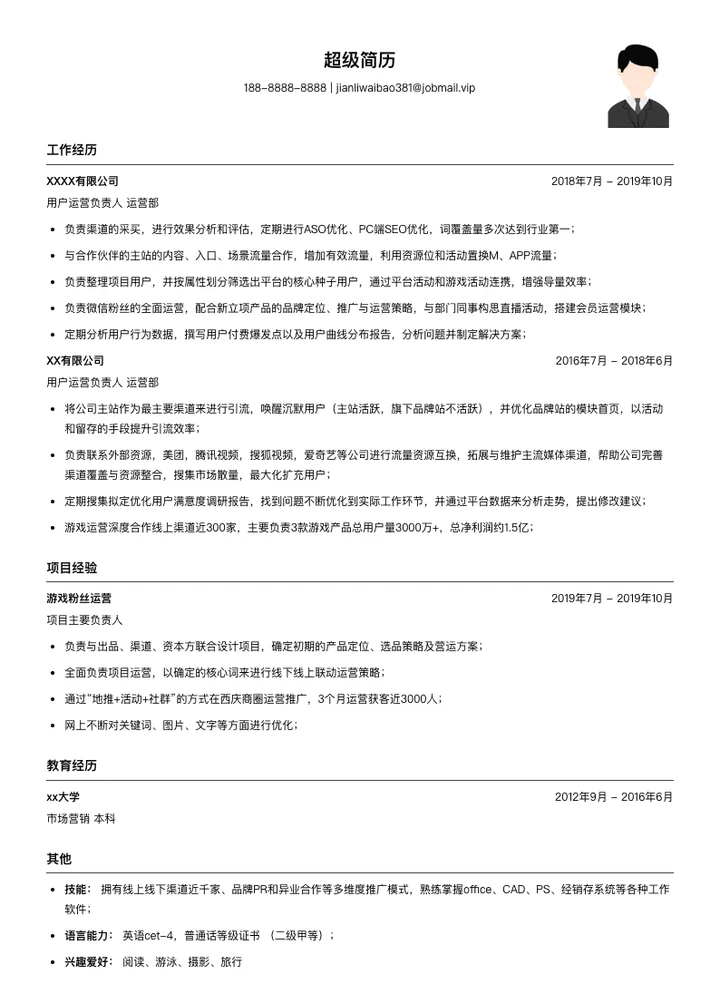 超级简历
188-8888-8888 | jianliwaibao381@jobmail.vip
工作经历
XXXX有限公司 2018年7月 – 2019年10月
用户运营负责人 运营部
• 负责渠道的采买，进行效果分析和评估，定期进行ASO优化、PC端SEO优化，词覆盖量多次达到行业第一；
• 与合作伙伴的主站的内容、入口、场景流量合作，增加有效流量，利用资源位和活动置换M、APP流量；
• 负责整理项目用户，并按属性划分筛选出平台的核心种子用户，通过平台活动和游戏活动连携，增强导量效率；
• 负责微信粉丝的全面运营，配合新立项产品的品牌定位、推广与运营策略，与部门同事构思直播活动，搭建会员运营模块；
• 定期分析用户行为数据，撰写用户付费爆发点以及用户曲线分布报告，分析问题并制定解决方案；
XX有限公司 2016年7月 – 2018年6月
用户运营负责人 运营部
• 将公司主站作为最主要渠道来进行引流，唤醒沉默用户（主站活跃，旗下品牌站不活跃），并优化品牌站的模块首页，以活动
和留存的手段提升引流效率；
• 负责联系外部资源，美团，腾讯视频，搜狐视频，爱奇艺等公司进行流量资源互换，拓展与维护主流媒体渠道，帮助公司完善
渠道覆盖与资源整合，搜集市场散量，最大化扩充用户；
• 定期搜集拟定优化用户满意度调研报告，找到问题不断优化到实际工作环节，并通过平台数据来分析走势，提出修改建议；
• 游戏运营深度合作线上渠道近300家，主要负责3款游戏产品总用户量3000万+，总净利润约1.5亿；
项目经验
游戏粉丝运营 2019年7月 – 2019年10月
项目主要负责人
• 负责与出品、渠道、资本方联合设计项目，确定初期的产品定位、选品策略及营运方案；
• 全面负责项目运营，以确定的核心词来进行线下线上联动运营策略；
• 通过“地推+活动+社群”的方式在西庆商圈运营推广，3个月运营获客近3000人；
• 网上不断对关键词、图片、文字等方面进行优化；
教育经历
xx大学 2012年9月 – 2016年6月
市场营销 本科
其他
• 技能： 拥有线上线下渠道近千家、品牌PR和异业合作等多维度推广模式，熟练掌握office、CAD、PS、经销存系统等各种工作
软件；
• 语言能力： 英语cet-4，普通话等级证书 （二级甲等）；
• 兴趣爱好： 阅读、游泳、摄影、旅行